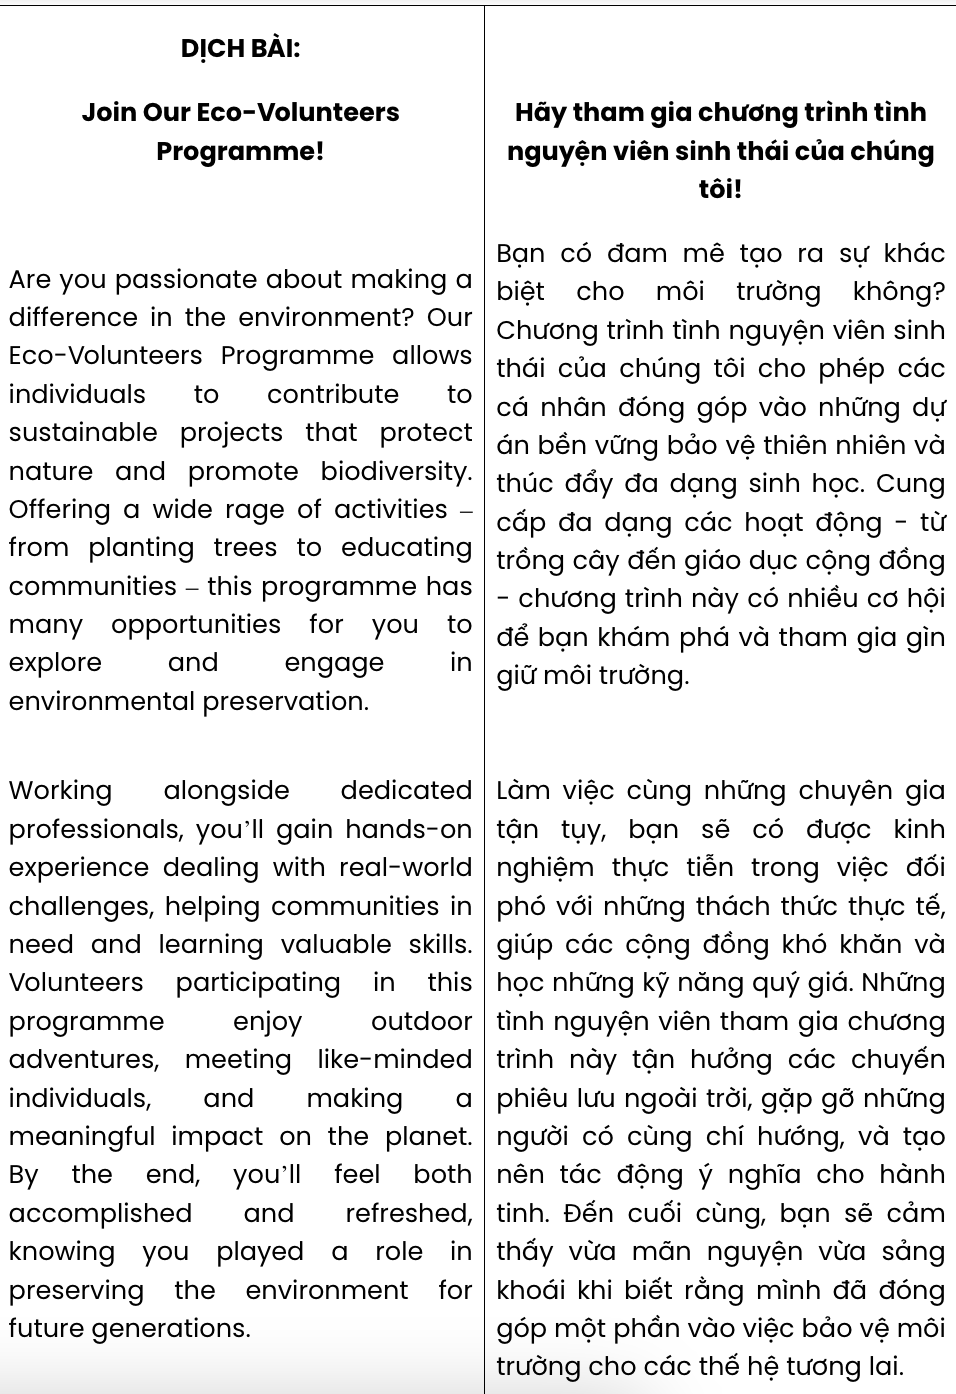 DỊCH BÀI:
Join Our Eco-Volunteers
Programme!
Are you passionate about making a
difference in the environment? Our
Eco-Volunteers Programme allows
individuals to contribute to
sustainable projects that protect
nature and promote biodiversity.
Offering a wide rage of activities –
from planting trees to educating
communities – this programme has
many opportunities for you to
explore and engage in
environmental preservation.
Working alongside dedicated
professionals, you’ll gain hands-on
experience dealing with real-world
challenges, helping communities in
need and learning valuable skills.
Volunteers participating in this
programme enjoy outdoor
adventures, meeting like-minded
individuals, and making a
meaningful impact on the planet.
By the end, you’ll feel both
accomplished and refreshed,
knowing you played a role in
preserving the environment for
future generations.
Hãy tham gia chương trình tình
nguyện viên sinh thái của chúng
tôi!
Bạn có đam mê tạo ra sự khác
biệt cho môi trường không?
Chương trình tình nguyện viên sinh
thái của chúng tôi cho phép các
cá nhân đóng góp vào những dự
án bền vững bảo vệ thiên nhiên và
thúc đẩy đa dạng sinh học. Cung
cấp đa dạng các hoạt động - từ
trồng cây đến giáo dục cộng đồng
- chương trình này có nhiều cơ hội
để bạn khám phá và tham gia gìn
giữ môi trường.
Làm việc cùng những chuyên gia
tận tụy, bạn sẽ có được kinh
nghiệm thực tiễn trong việc đối
phó với những thách thức thực tế,
giúp các cộng đồng khó khăn và
học những kỹ năng quý giá. Những
tình nguyện viên tham gia chương
trình này tận hưởng các chuyến
phiêu lưu ngoài trời, gặp gỡ những
người có cùng chí hướng, và tạo
nên tác động ý nghĩa cho hành
tinh. Đến cuối cùng, bạn sẽ cảm
thấy vừa mãn nguyện vừa sảng
khoái khi biết rằng mình đã đóng
góp một phần vào việc bảo vệ môi
trường cho các thế hệ tương lai.